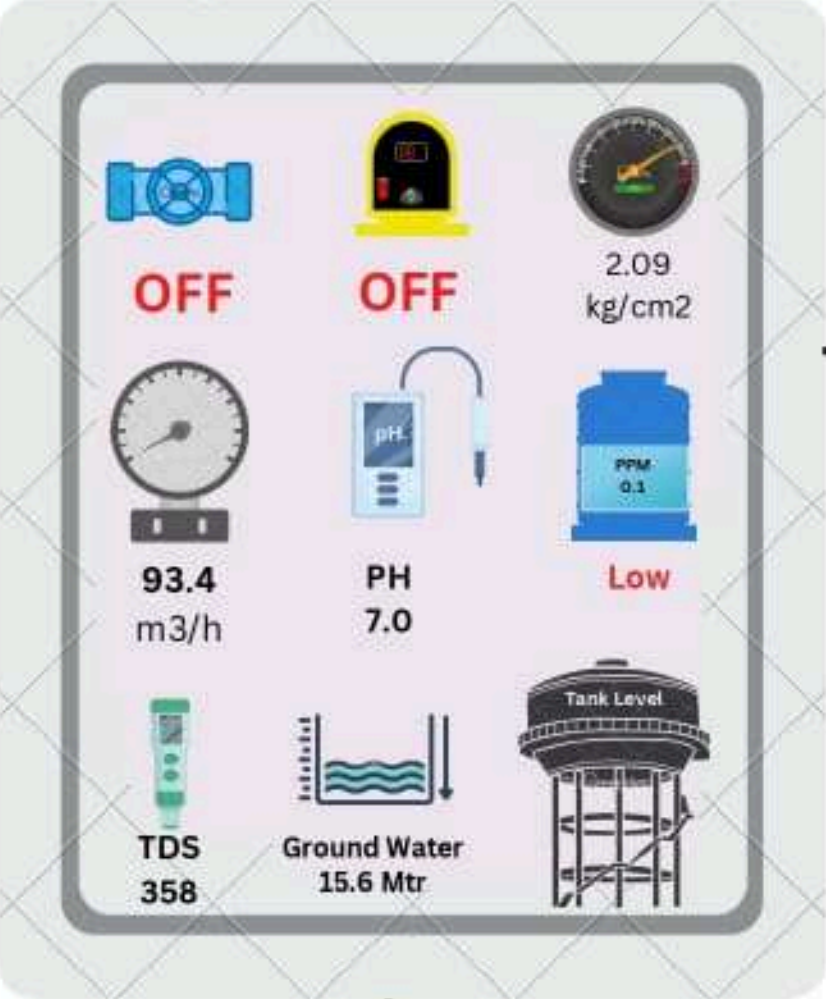 OFF
OFF
2.09
kg/cm2
pH
PPM
0.1
93.4
m3/h
PH
7.0
Low
Tank Level
TDS
358
Ground Water
15.6 Mtr